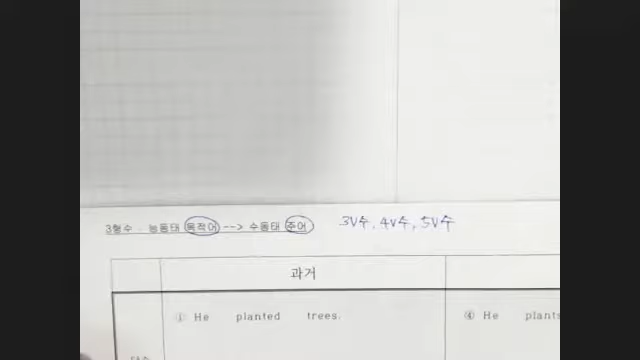 3형수 - 능동태 목적어 --> 수동태 주어 3V수, 4V수, 5V수
과거
① He planted trees. ④ He plants